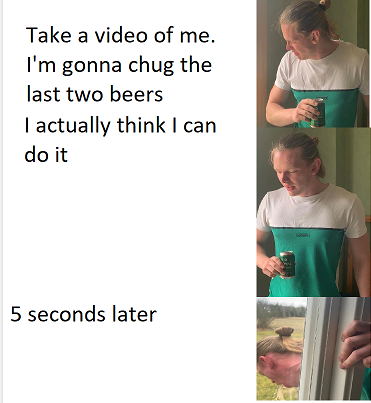 Take a video of me.
I'm gonna chug the
last two beers
I actually think I can
do it
5 seconds later